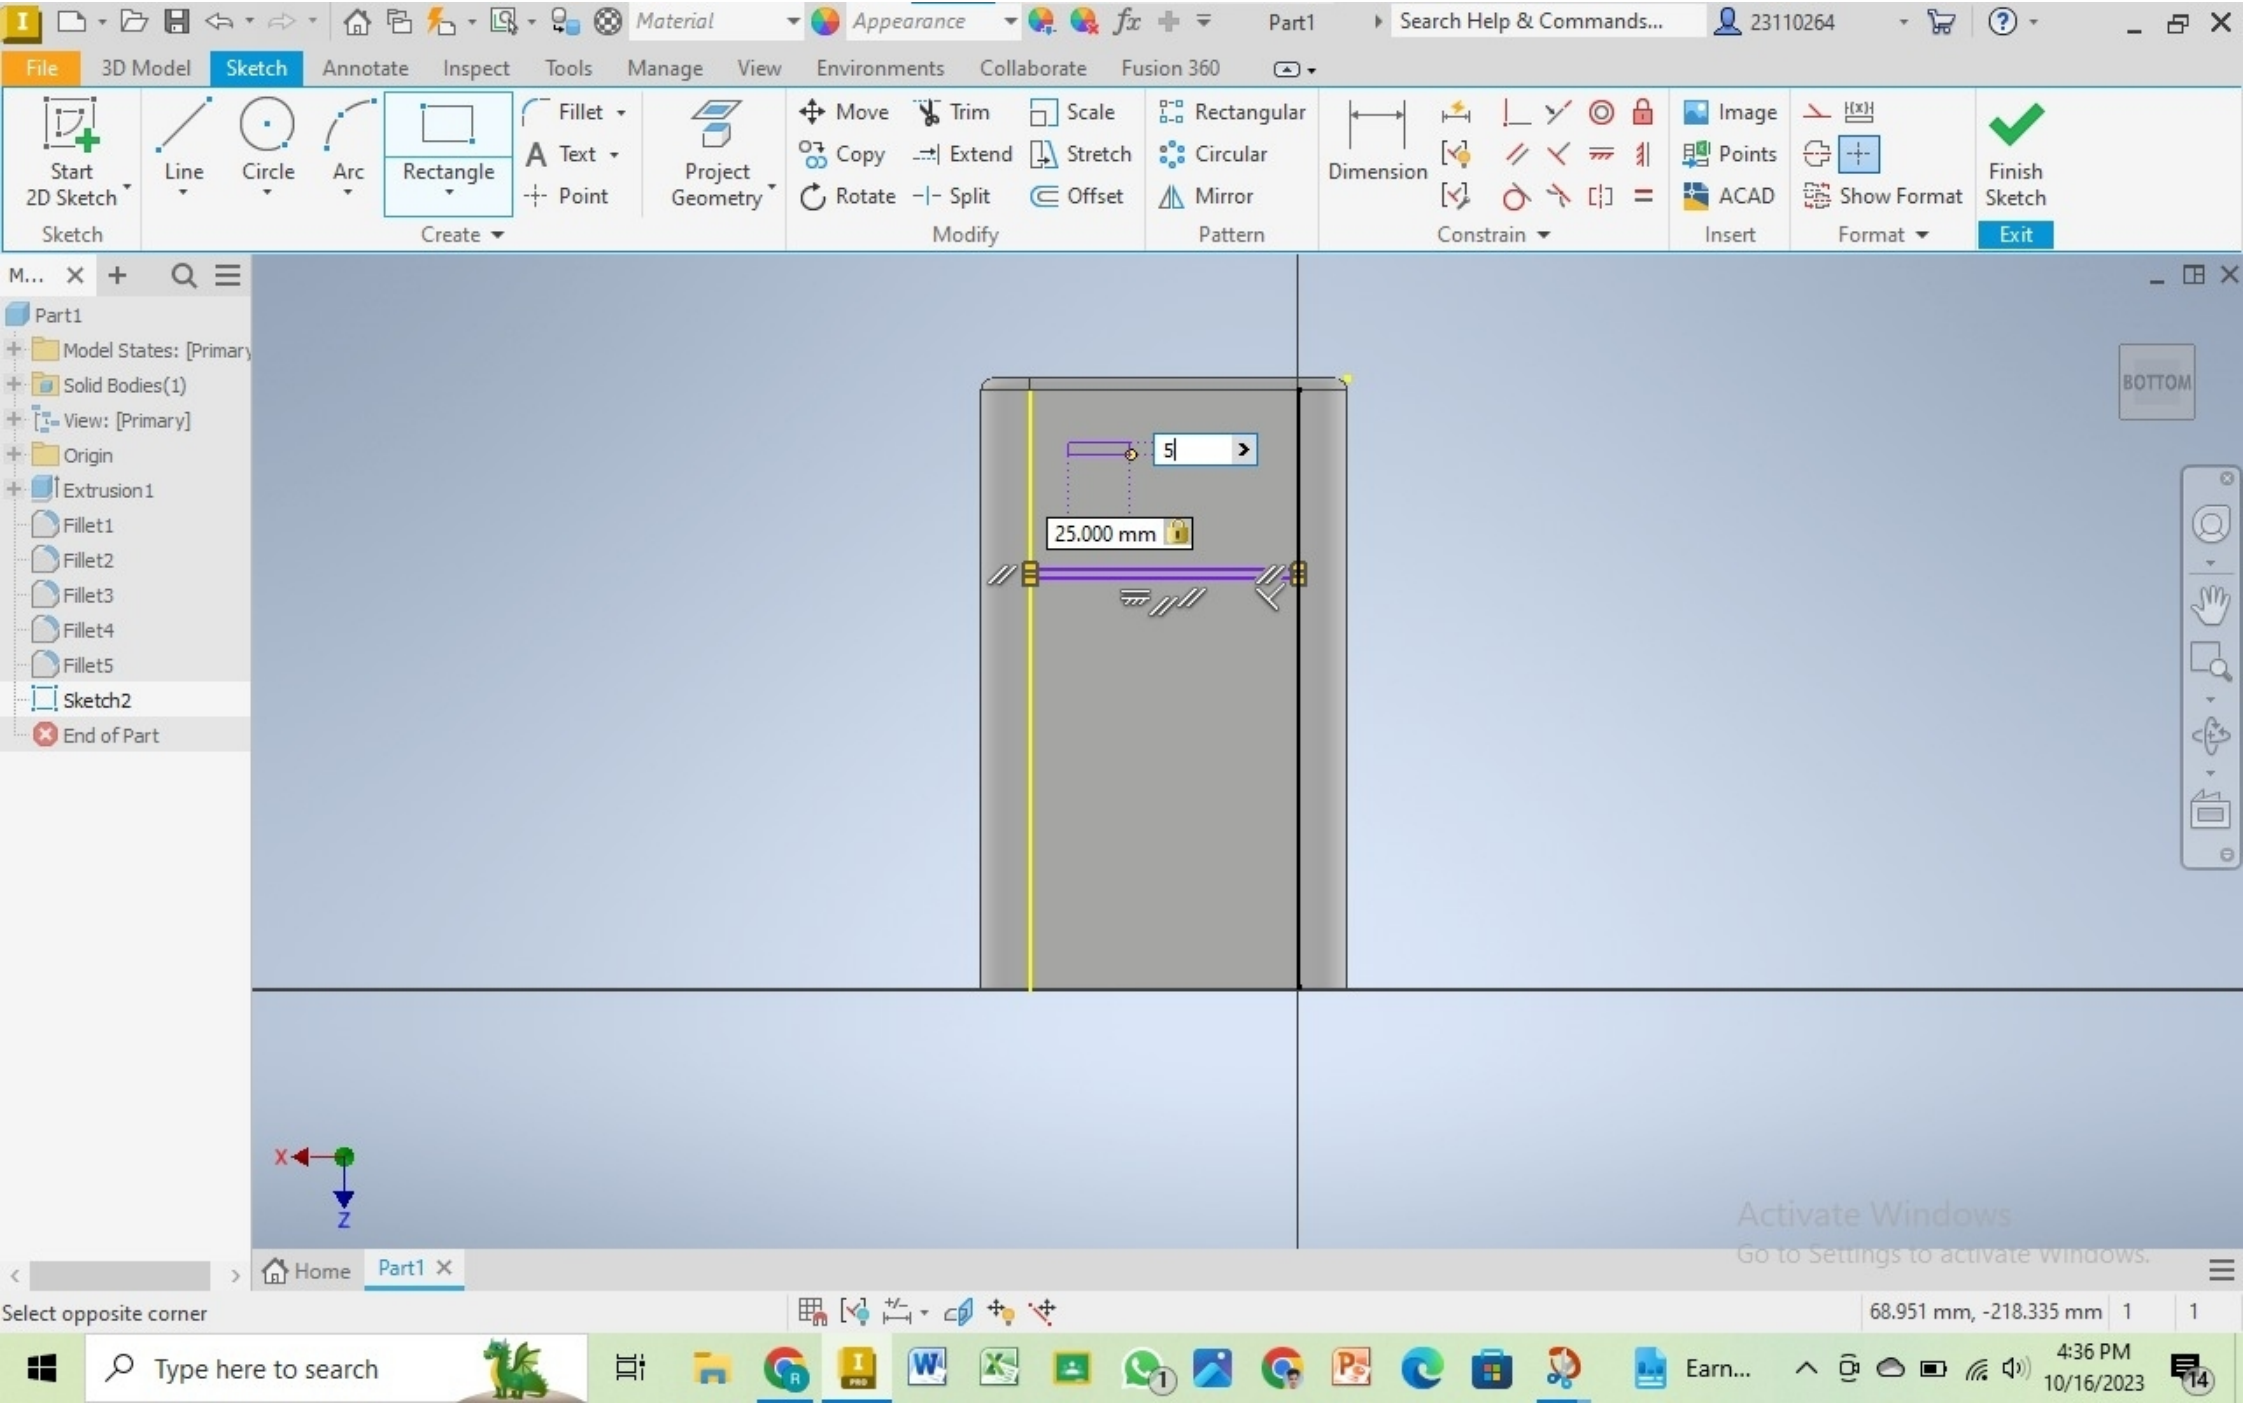 I Material Appearance fx Part1 Search Help & Commands... 23110264
File 3D Model Sketch Annotate Inspect Tools Manage View Environments Collaborate Fusion 360
Start 2D Sketch
Line
Circle
Arc
Rectangle
Fillet
A Text
Point
Project Geometry
Move Trim Scale
Copy Extend Stretch
Rotate Split Offset
Rectangular
Circular
Mirror
Dimension
Image
Points
ACAD
Show Format
Finish Sketch
Sketch Create Modify Pattern Constrain Insert Format Exit
M...
Part1
Model States: [Primary
Solid Bodies(1)
View: [Primary]
Origin
Extrusion1
Fillet1
Fillet2
Fillet3
Fillet4
Fillet5
Sketch2
End of Part
BOTTOM
5
25.000 mm
X
Z
Activate Windows
Go to Settings to activate Windows.
Home Part1
Select opposite corner
68.951 mm, -218.335 mm 1 1
Type here to search
I PRO
1
Earn...
4:36 PM
10/16/2023
14